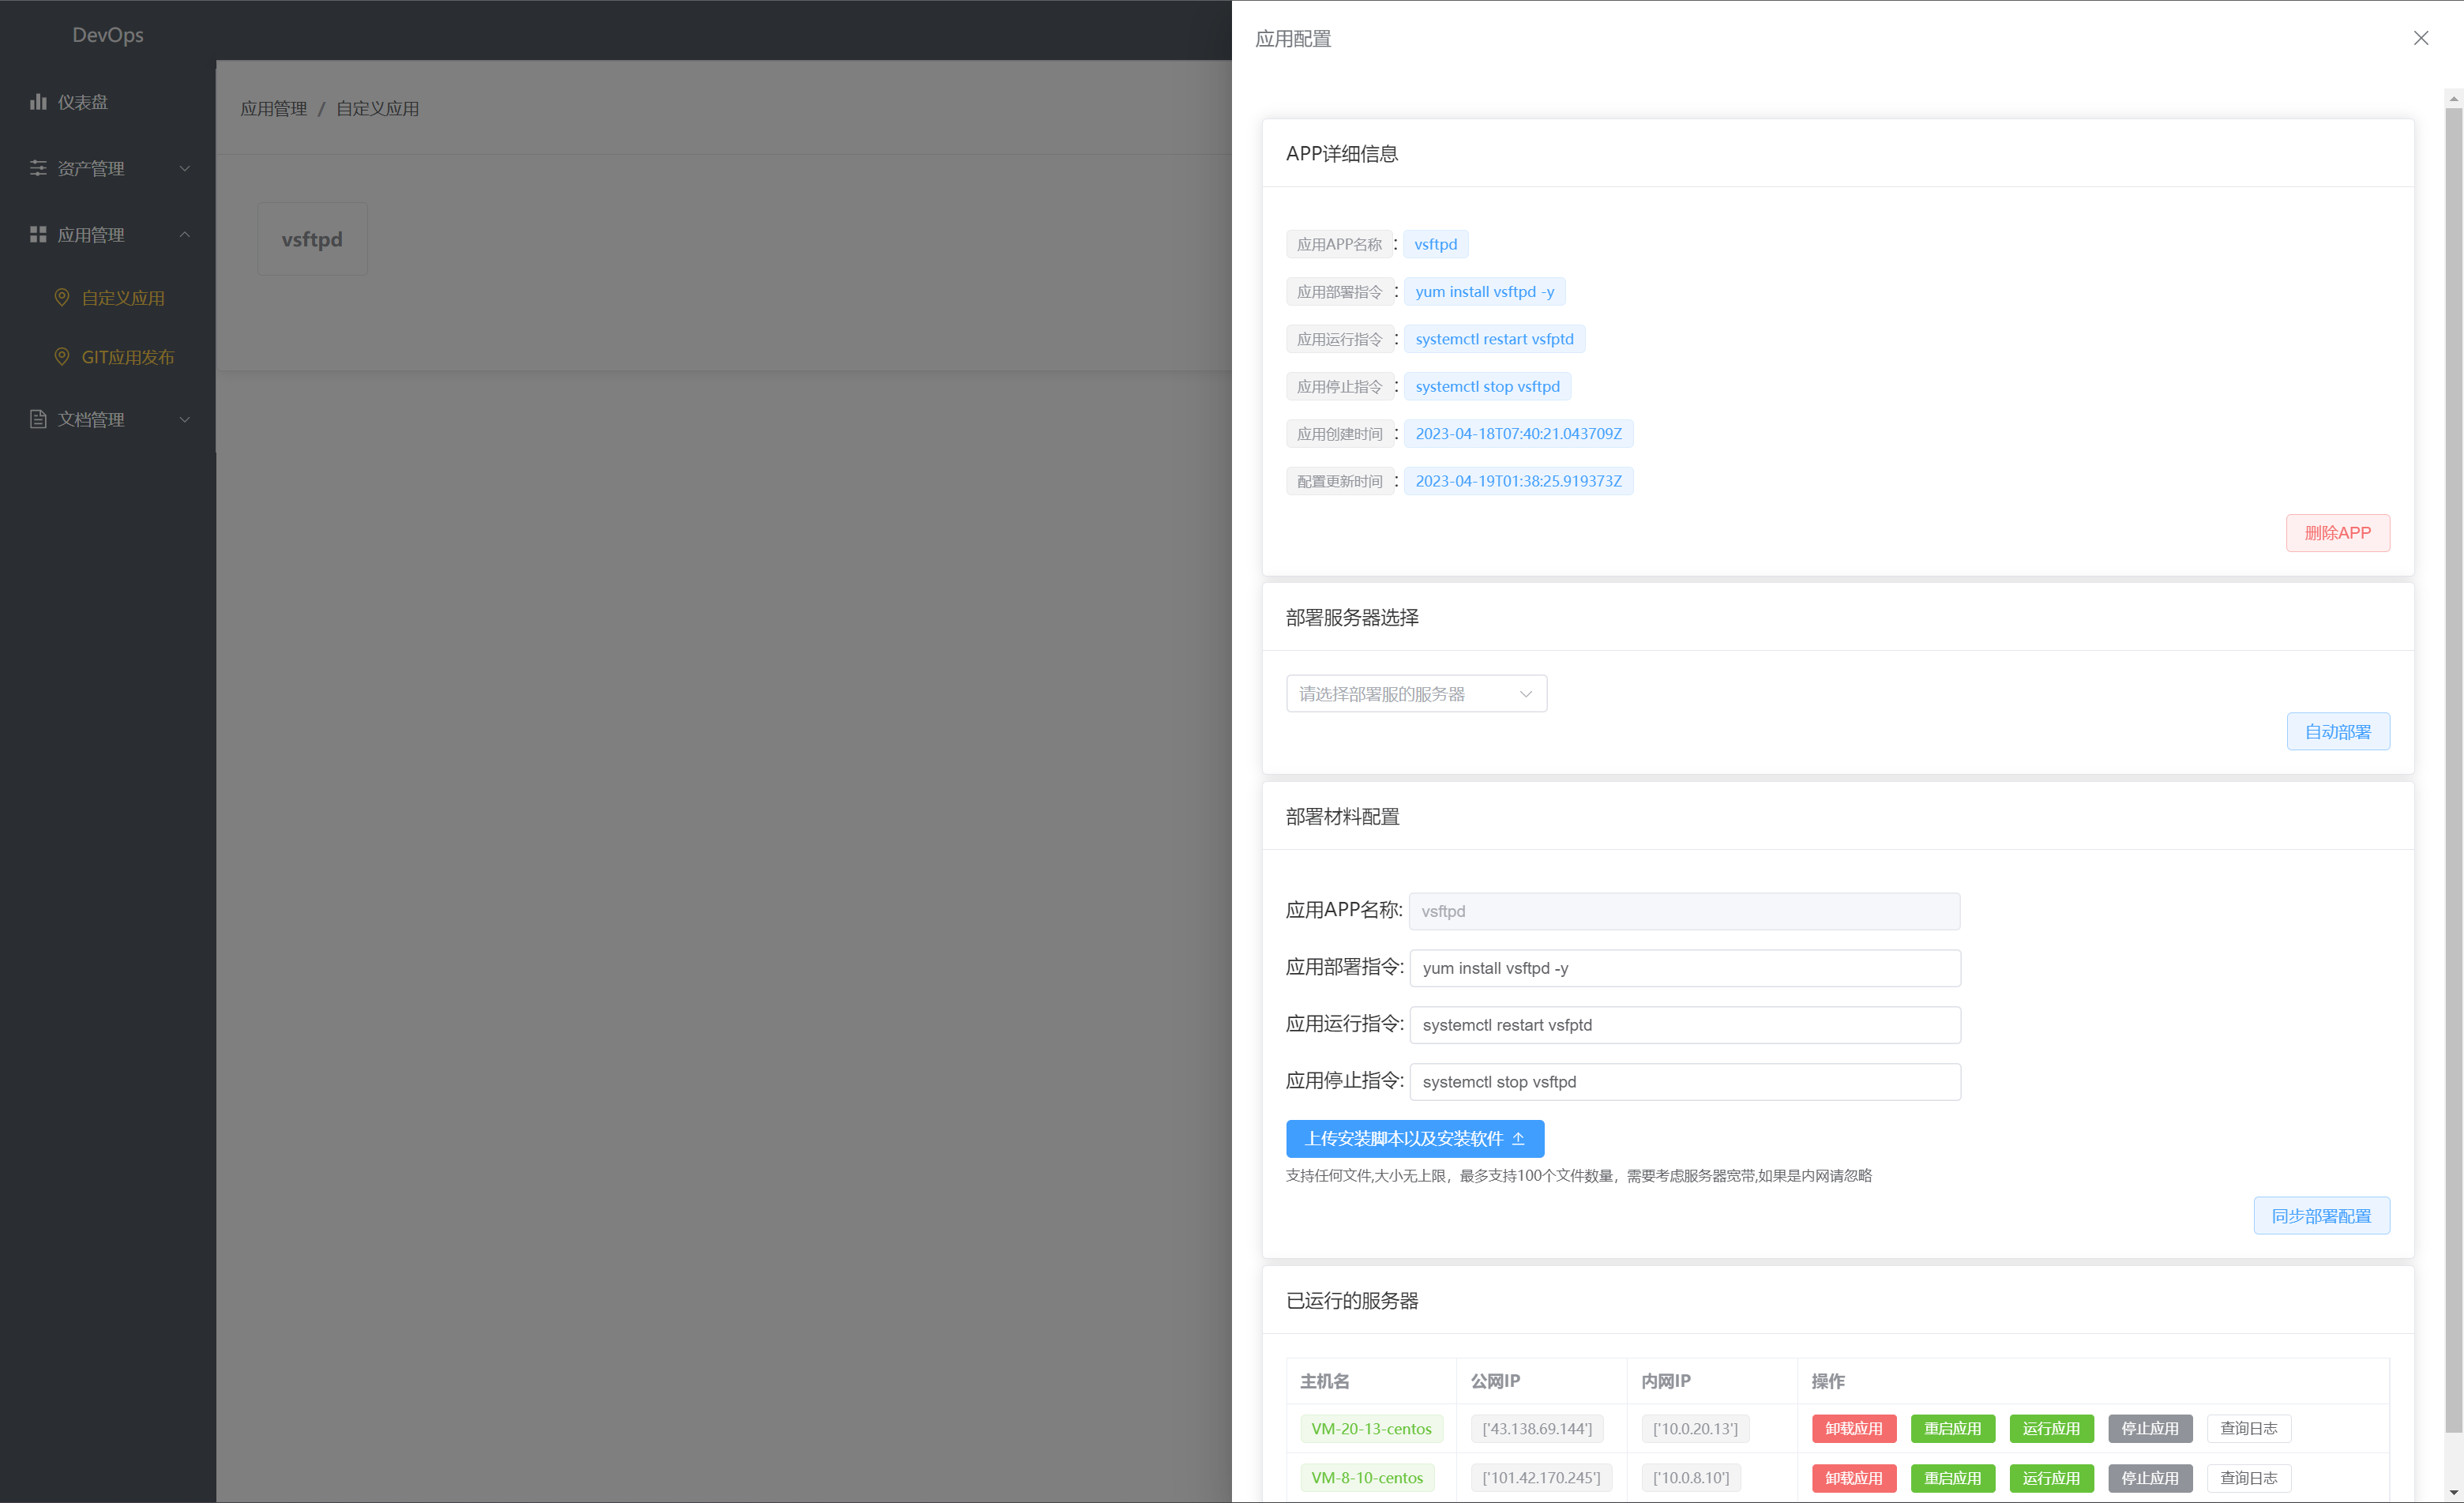 DevOps
仪表盘
资产管理
应用管理
自定义应用
GIT应用发布
文档管理
应用管理 / 自定义应用
vsftpd
应用配置
APP详细信息
应用APP名称 : vsftpd
应用部署指令 : yum install vsftpd -y
应用运行指令 : systemctl restart vsfptd
应用停止指令 : systemctl stop vsftpd
应用创建时间 : 2023-04-18T07:40:21.043709Z
配置更新时间 : 2023-04-19T01:38:25.919373Z
删除APP
部署服务器选择
请选择部署服的服务器
自动部署
部署材料配置
应用APP名称: vsftpd
应用部署指令: yum install vsftpd -y
应用运行指令: systemctl restart vsfptd
应用停止指令: systemctl stop vsftpd
上传安装脚本以及安装软件
支持任何文件,大小无上限，最多支持100个文件数量，需要考虑服务器宽带,如果是内网请忽略
同步部署配置
已运行的服务器
主机名 公网IP 内网IP 操作
VM-20-13-centos ['43.138.69.144'] ['10.0.20.13'] 卸载应用 重启应用 运行应用 停止应用 查询日志
VM-8-10-centos ['101.42.170.245'] ['10.0.8.10'] 卸载应用 重启应用 运行应用 停止应用 查询日志